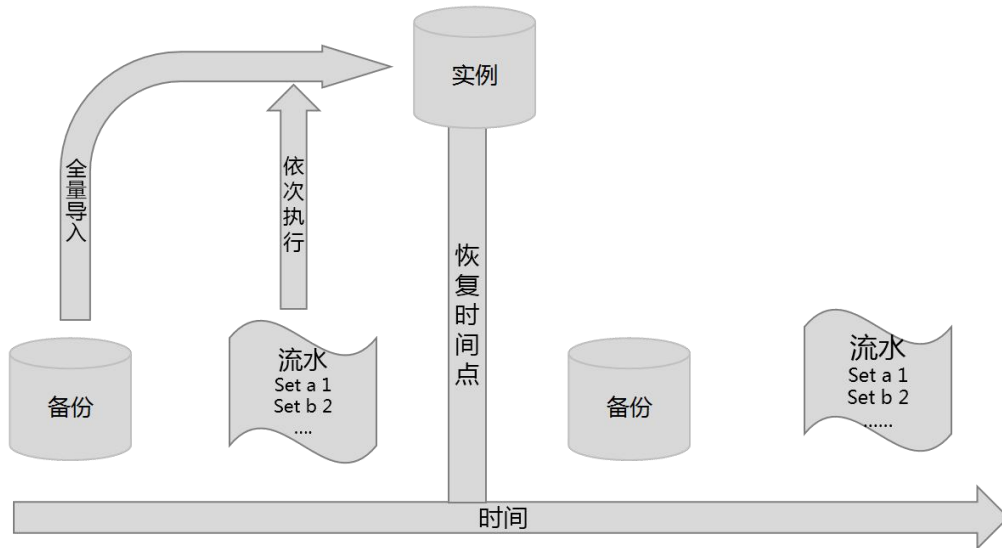 实例
全量导入
依次执行
恢复时间点
备份
流水
Set a 1
Set b 2
....
备份
流水
Set a 1
Set b 2
......
时间